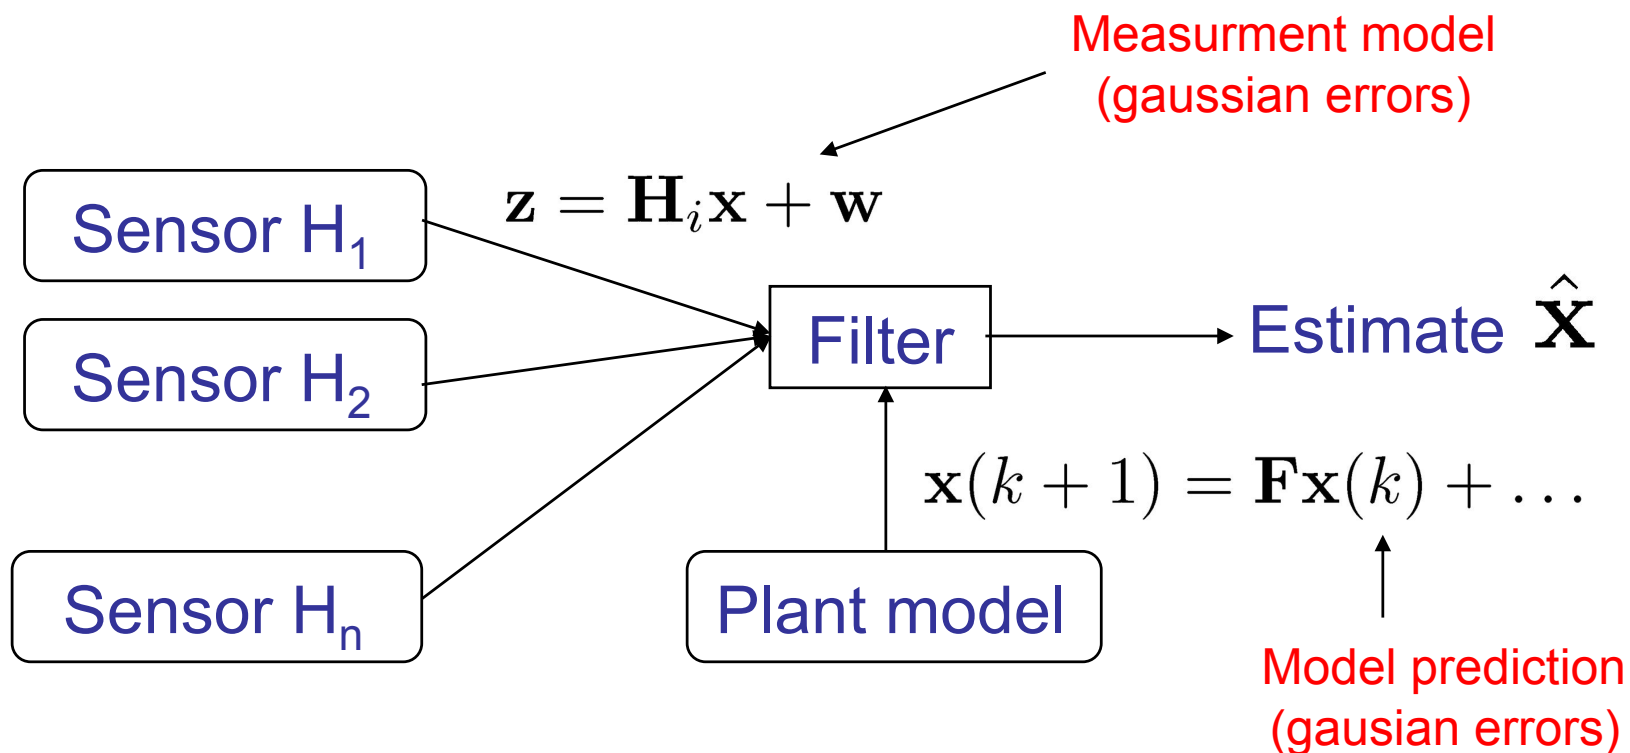 Measurment model
(gaussian errors)
Sensor H₁
z = Hᵢx + w
Sensor H₂
Filter
Estimate x̂
x(k + 1) = Fx(k) + . . .
Sensor Hₙ
Plant model
Model prediction
(gausian errors)